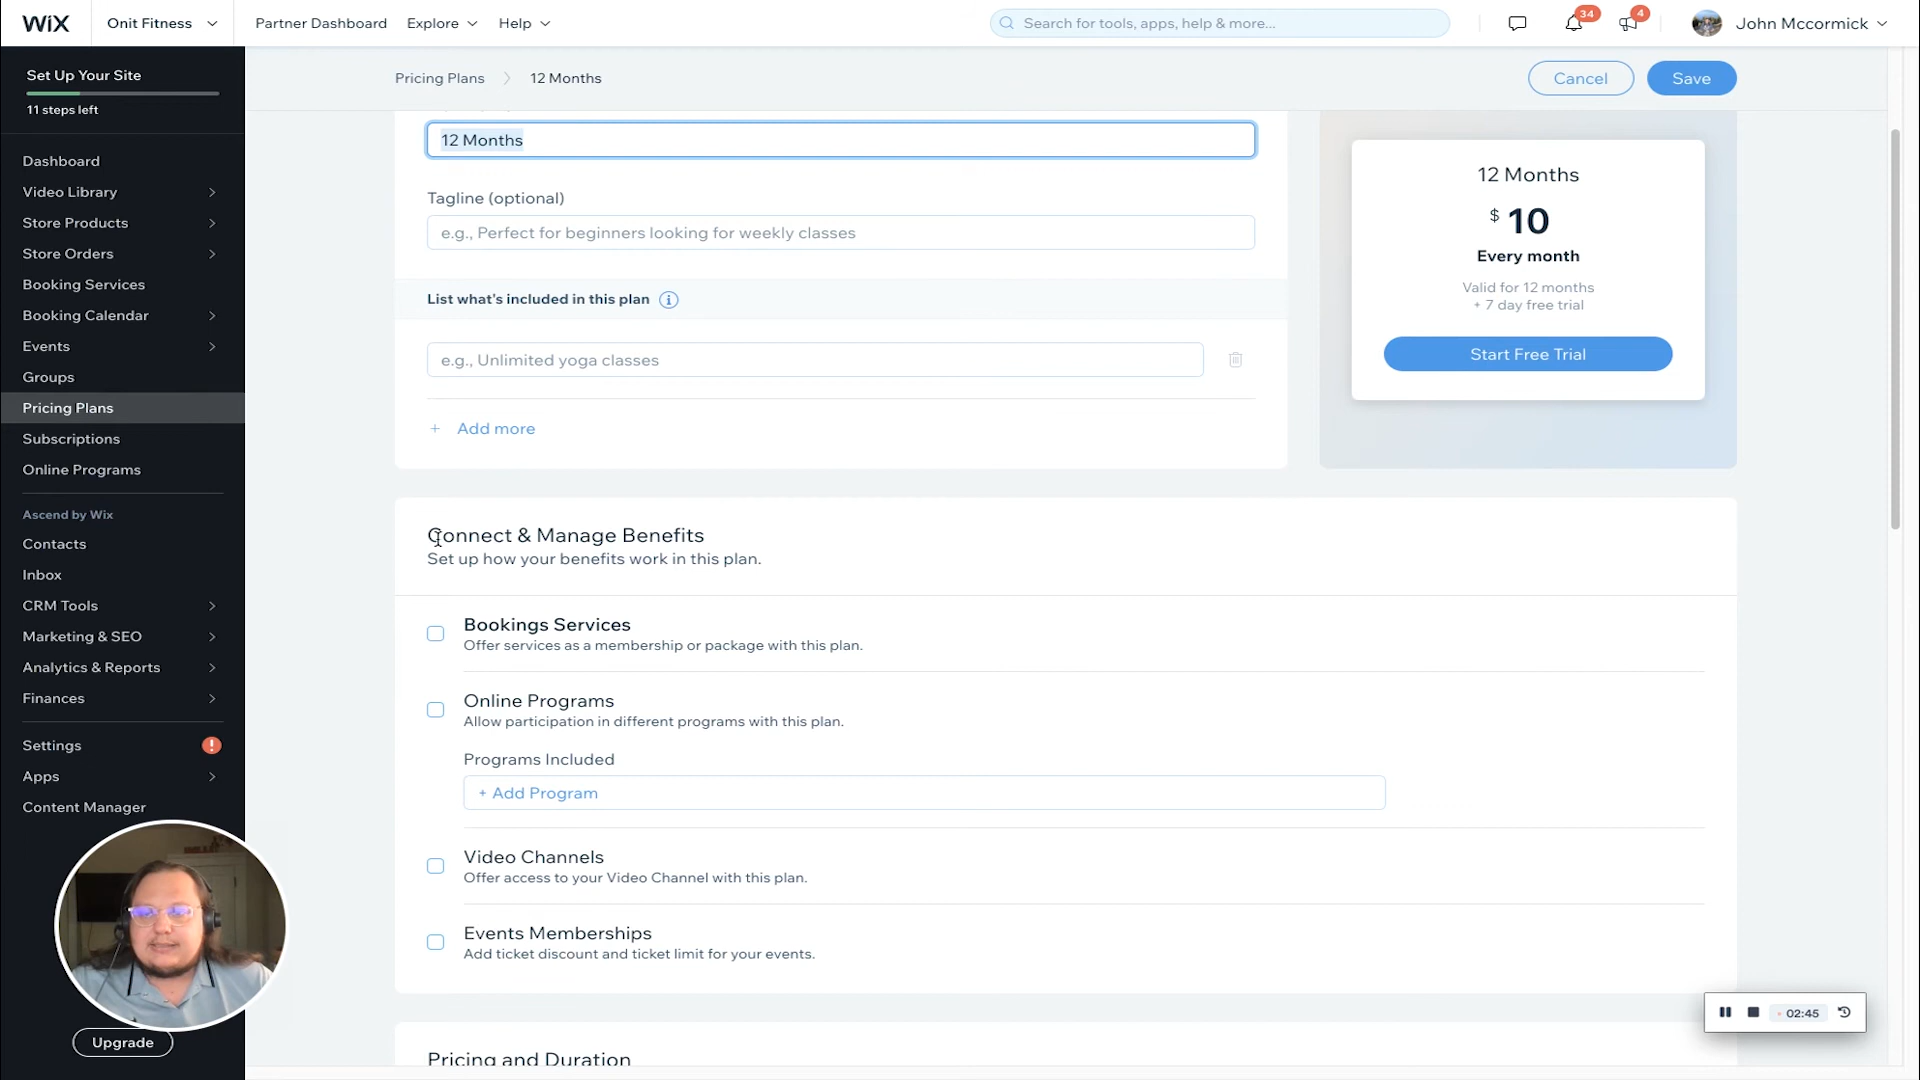 WiX
Onit Fitness
Partner Dashboard
Explore
Help
Search for tools, apps, help & more...
34
4
John Mccormick
Set Up Your Site
11 steps left
Dashboard
Video Library
Store Products
Store Orders
Booking Services
Booking Calendar
Events
Groups
Pricing Plans
Subscriptions
Online Programs
Ascend by Wix
Contacts
Inbox
CRM Tools
Marketing & SEO
Analytics & Reports
Finances
Settings
!
Apps
Content Manager
Upgrade
Pricing Plans
12 Months
Cancel
Save
12 Months
Tagline (optional)
e.g., Perfect for beginners looking for weekly classes
List what's included in this plan
e.g., Unlimited yoga classes
+ Add more
12 Months
$ 10
Every month
Valid for 12 months
+ 7 day free trial
Start Free Trial
Connect & Manage Benefits
Set up how your benefits work in this plan.
Bookings Services
Offer services as a membership or package with this plan.
Online Programs
Allow participation in different programs with this plan.
Programs Included
+ Add Program
Video Channels
Offer access to your Video Channel with this plan.
Events Memberships
Add ticket discount and ticket limit for your events.
Pricing and Duration
02:45